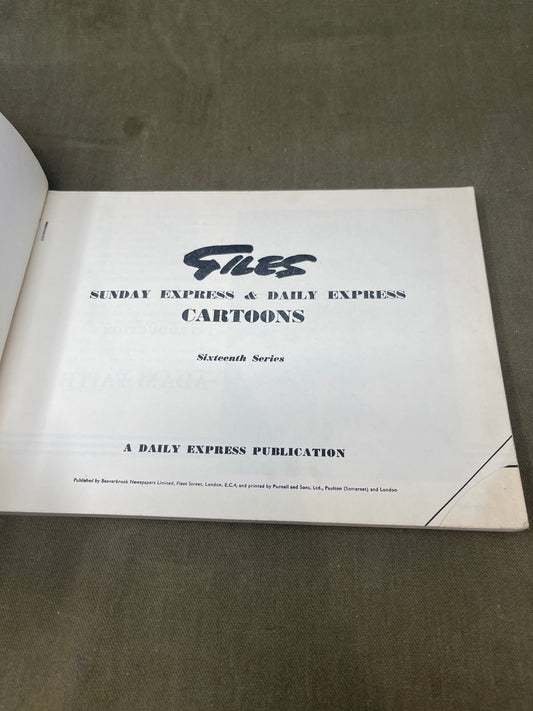 GILES
SUNDAY EXPRESS & DAILY EXPRESS
CARTOONS
Sixteenth Series
A DAILY EXPRESS PUBLICATION
Published by Beaverbrook Newspapers Limited, Fleet Street, London, E.C.4, and printed by Purnell and Sons, Ltd., Paulton (Somerset) and London